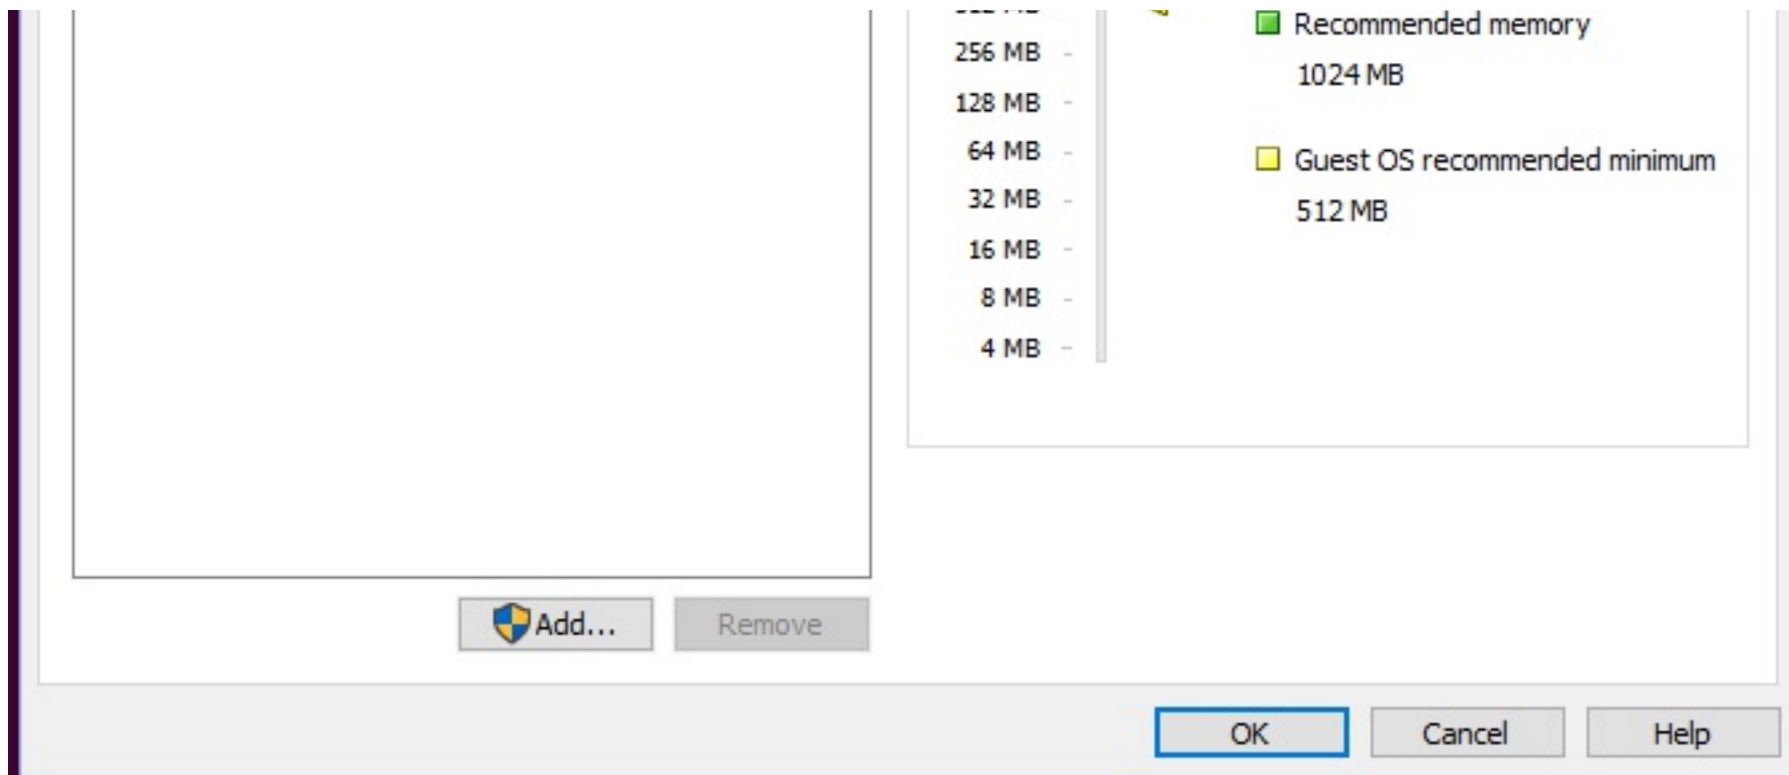 Recommended memory
256 MB
1024 MB
128 MB
64 MB
Guest OS recommended minimum
32 MB
512 MB
16 MB
8 MB
4 MB
Add...
Remove
OK
Cancel
Help